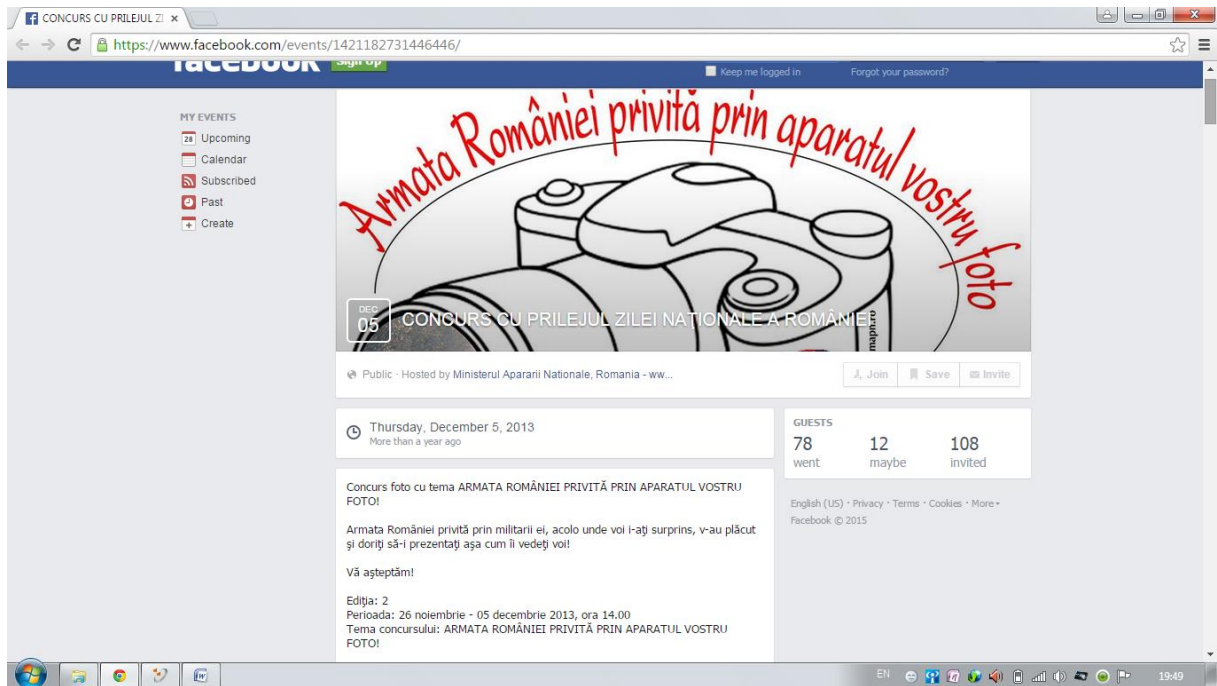 CONCURS CU PRILEJUL ZI
https://www.facebook.com/events/1421182731446446/
facebook
Sign Up
Keep me logged in
Forgot your password?
MY EVENTS
28 Upcoming
Calendar
Subscribed
Past
Create
Armata României privită prin aparatul vostru foto
DEC
05
CONCURS CU PRILEJUL ZILEI NAȚIONALE A ROMÂNIEI
maph.ro
Public · Hosted by Ministerul Apararii Nationale, Romania - ww...
Join
Save
Invite
Thursday, December 5, 2013
More than a year ago
GUESTS
78 12 108
went maybe invited
Concurs foto cu tema ARMATA ROMÂNIEI PRIVITĂ PRIN APARATUL VOSTRU
FOTO!
Armata României privită prin militarii ei, acolo unde voi i-ați surprins, v-au plăcut
și doriți să-i prezentați așa cum îi vedeți voi!
Vă așteptăm!
Ediția: 2
Perioada: 26 noiembrie - 05 decembrie 2013, ora 14.00
Tema concursului: ARMATA ROMÂNIEI PRIVITĂ PRIN APARATUL VOSTRU
FOTO!
English (US) · Privacy · Terms · Cookies · More
Facebook © 2015
EN
19:49